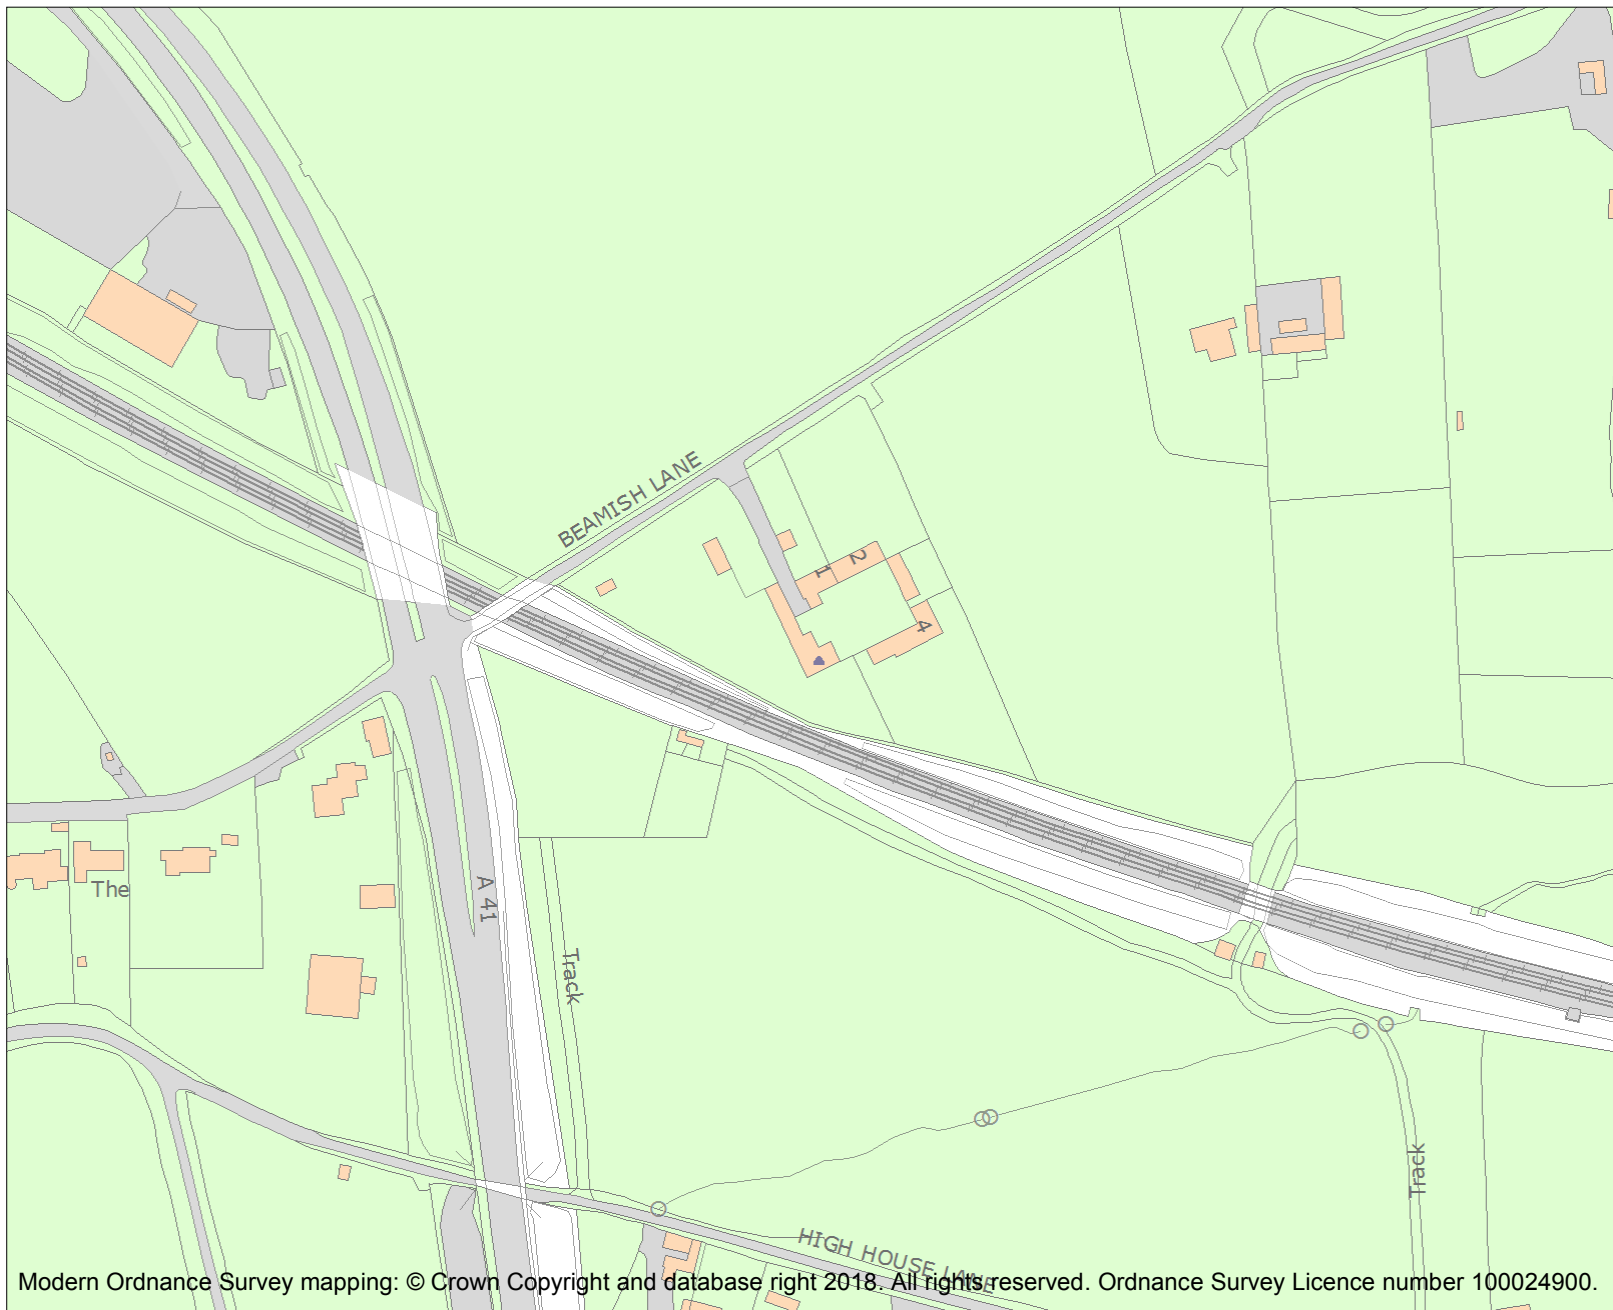 BEAMISH LANE
1
2
4
The
A 41
Track
Track
HIGH HOUSE LANE
Modern Ordnance Survey mapping: © Crown Copyright and database right 2018. All rights reserved. Ordnance Survey Licence number 100024900.